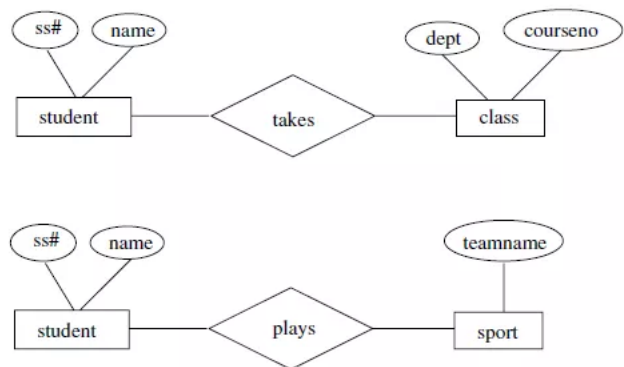 ss# name dept courseno
student takes class
ss# name teamname
student plays sport